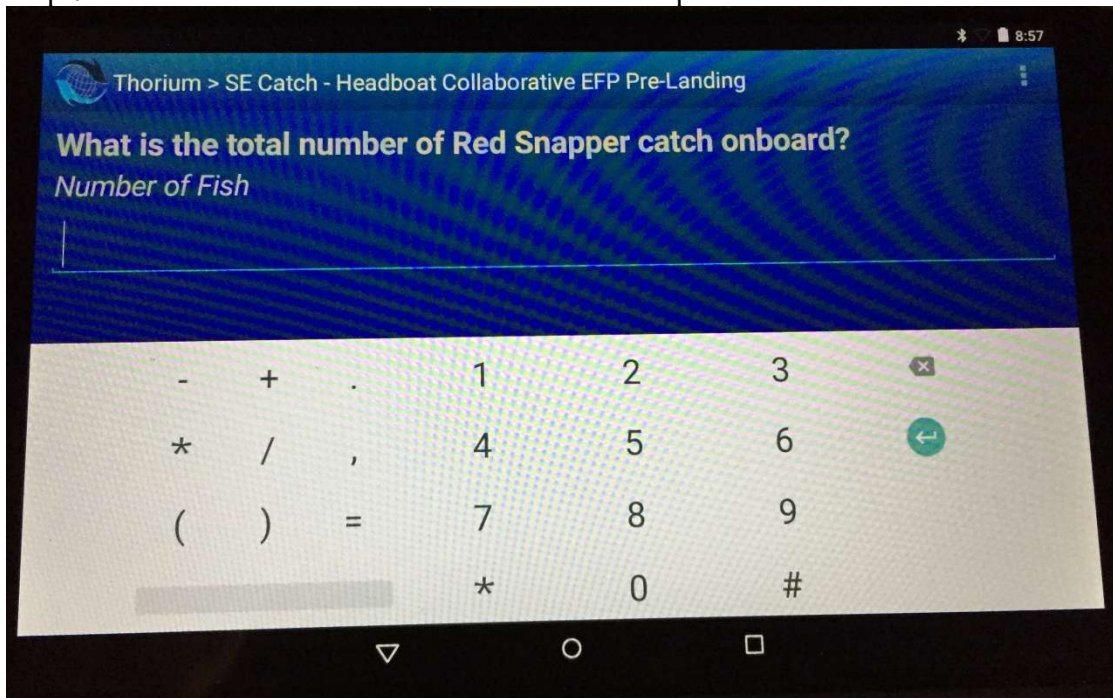 8:57
Thorium > SE Catch - Headboat Collaborative EFP Pre-Landing
What is the total number of Red Snapper catch onboard?
Number of Fish
- + . 1 2 3
* / , 4 5 6
( ) = 7 8 9
* 0 #